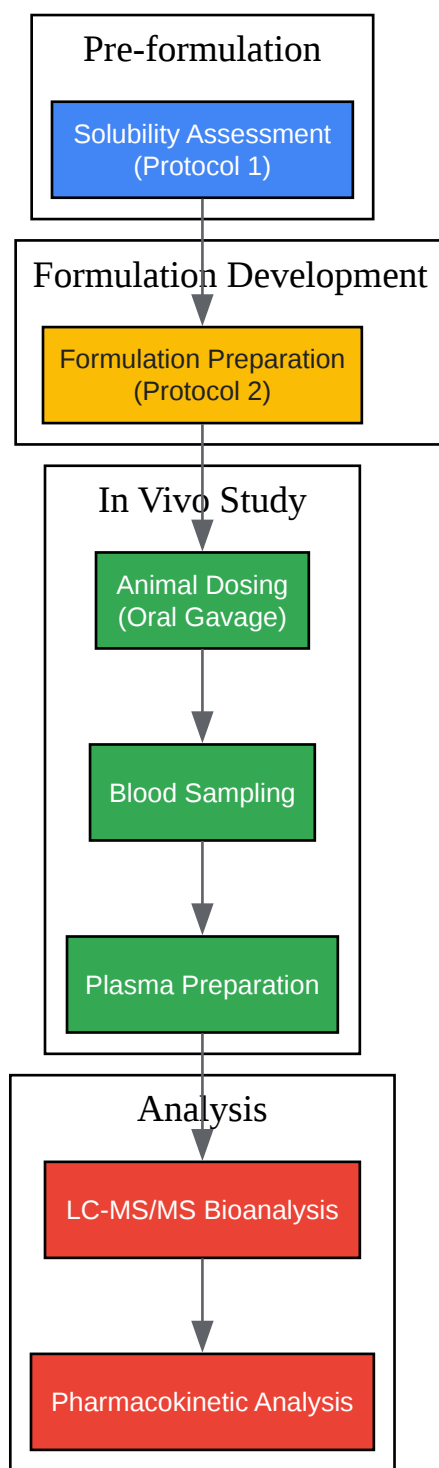 Pre-formulation
Solubility Assessment
(Protocol 1)
Formulation Development
Formulation Preparation
(Protocol 2)
In Vivo Study
Animal Dosing
(Oral Gavage)
Blood Sampling
Plasma Preparation
Analysis
LC-MS/MS Bioanalysis
Pharmacokinetic Analysis